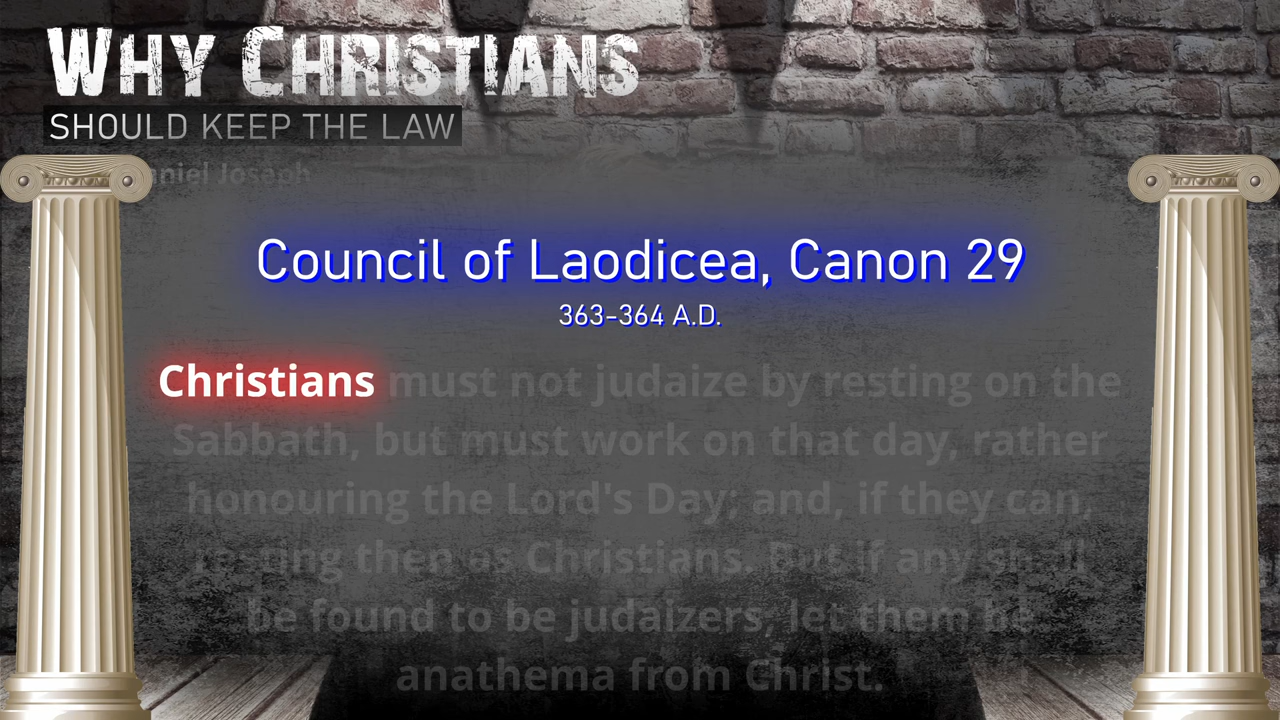 WHY CHRISTIANS
SHOULD KEEP THE LAW
Joseph
Council of Laodicea, Canon 29
363-364 A.D.
Christians must not judaize by resting on the
Sabbath, but must work on that day, rather
honouring the Lord's Day; and, if they can,
resting then as Christians. But if any shall
be found to be judaizers, let them be
anathema from Christ.